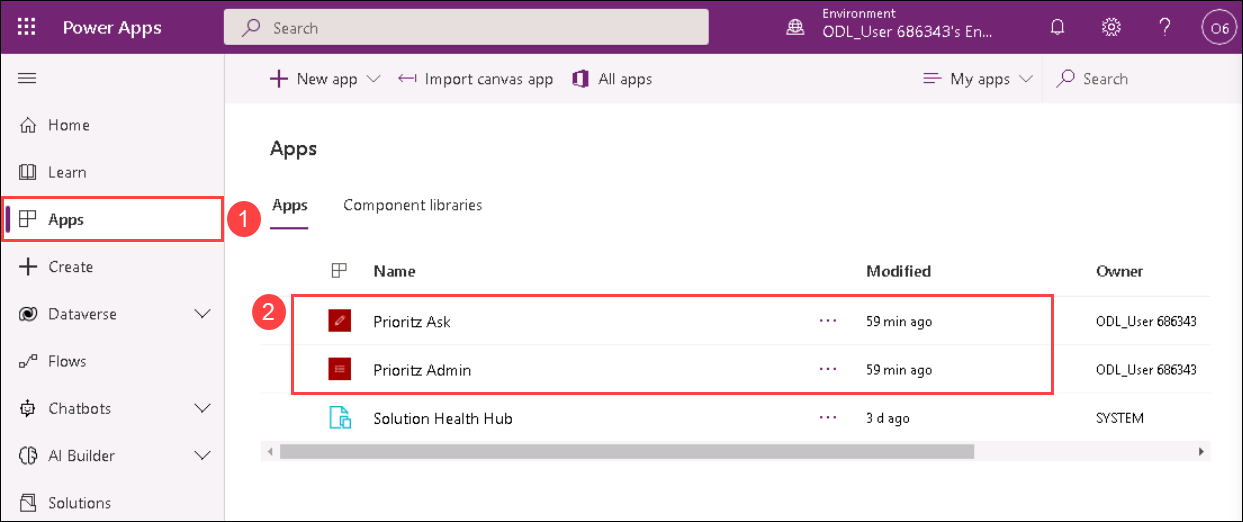 Power Apps
Search
Environment
ODL_User 686343's En...
?
O6
New app
Import canvas app
All apps
My apps
Search
Home
Learn
Apps
1
Create
Dataverse
Flows
Chatbots
AI Builder
Solutions
Apps
Apps Component libraries
Name Modified Owner
2
Prioritz Ask ... 59 min ago ODL_User 686343
Prioritz Admin ... 59 min ago ODL_User 686343
Solution Health Hub ... 3 d ago SYSTEM